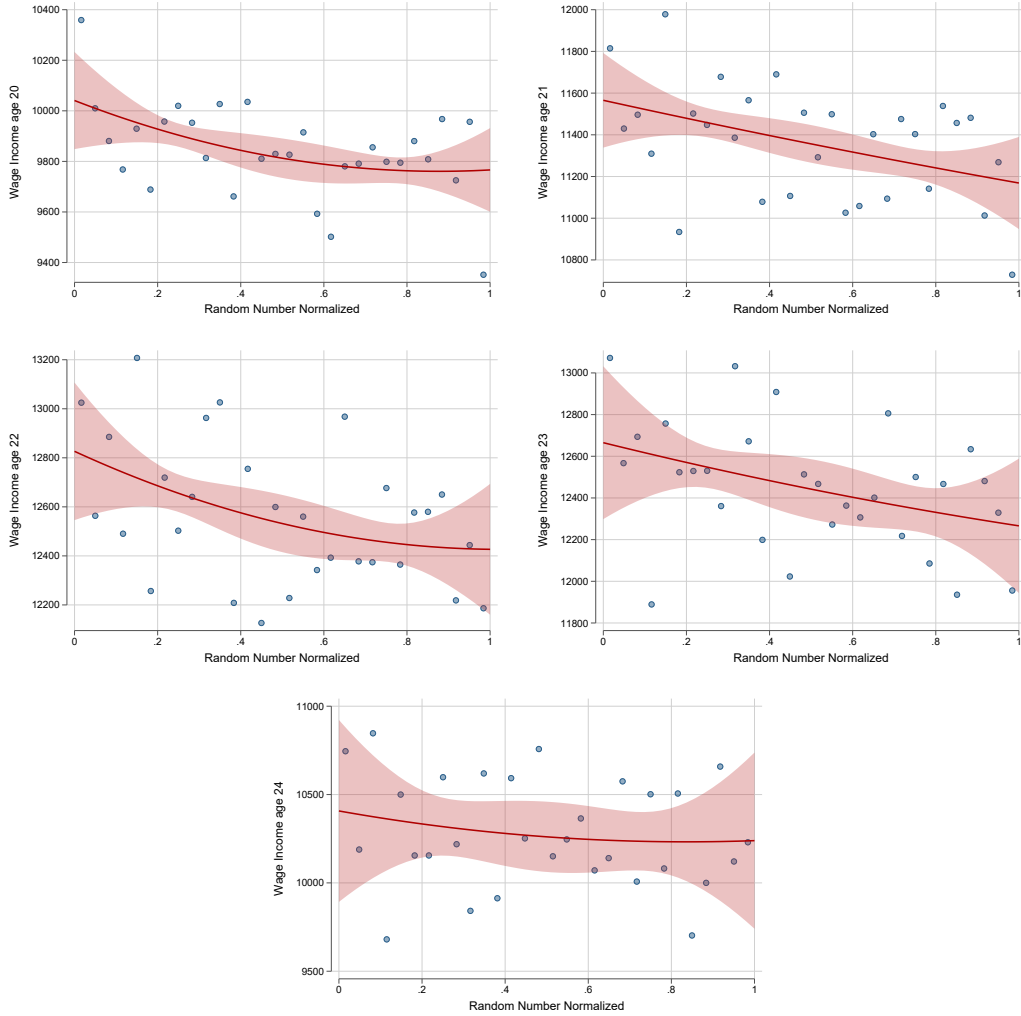 Wage Income age 20
10400
10200
10000
9800
9600
9400
0 .2 .4 .6 .8 1
Random Number Normalized
Wage Income age 21
12000
11800
11600
11400
11200
11000
10800
0 .2 .4 .6 .8 1
Random Number Normalized
Wage Income age 22
13200
13000
12800
12600
12400
12200
0 .2 .4 .6 .8 1
Random Number Normalized
Wage Income age 23
13000
12800
12600
12400
12200
12000
11800
0 .2 .4 .6 .8 1
Random Number Normalized
Wage Income age 24
11000
10500
10000
9500
0 .2 .4 .6 .8 1
Random Number Normalized